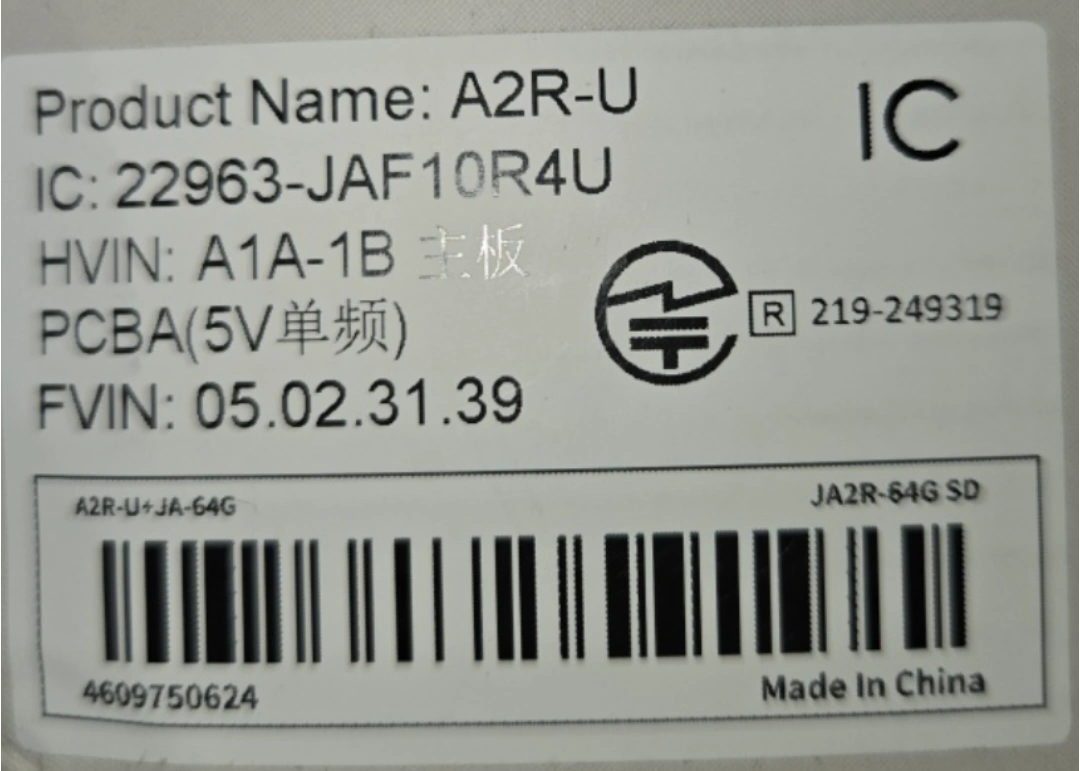 Product Name: A2R-U
IC
IC: 22963-JAF10R4U
HVIN: A1A-1B 主板
PCBA(5V单频)
R 219-249319
FVIN: 05.02.31.39
A2R-U+JA-64G
JA2R-64G SD
4609750624
Made In China